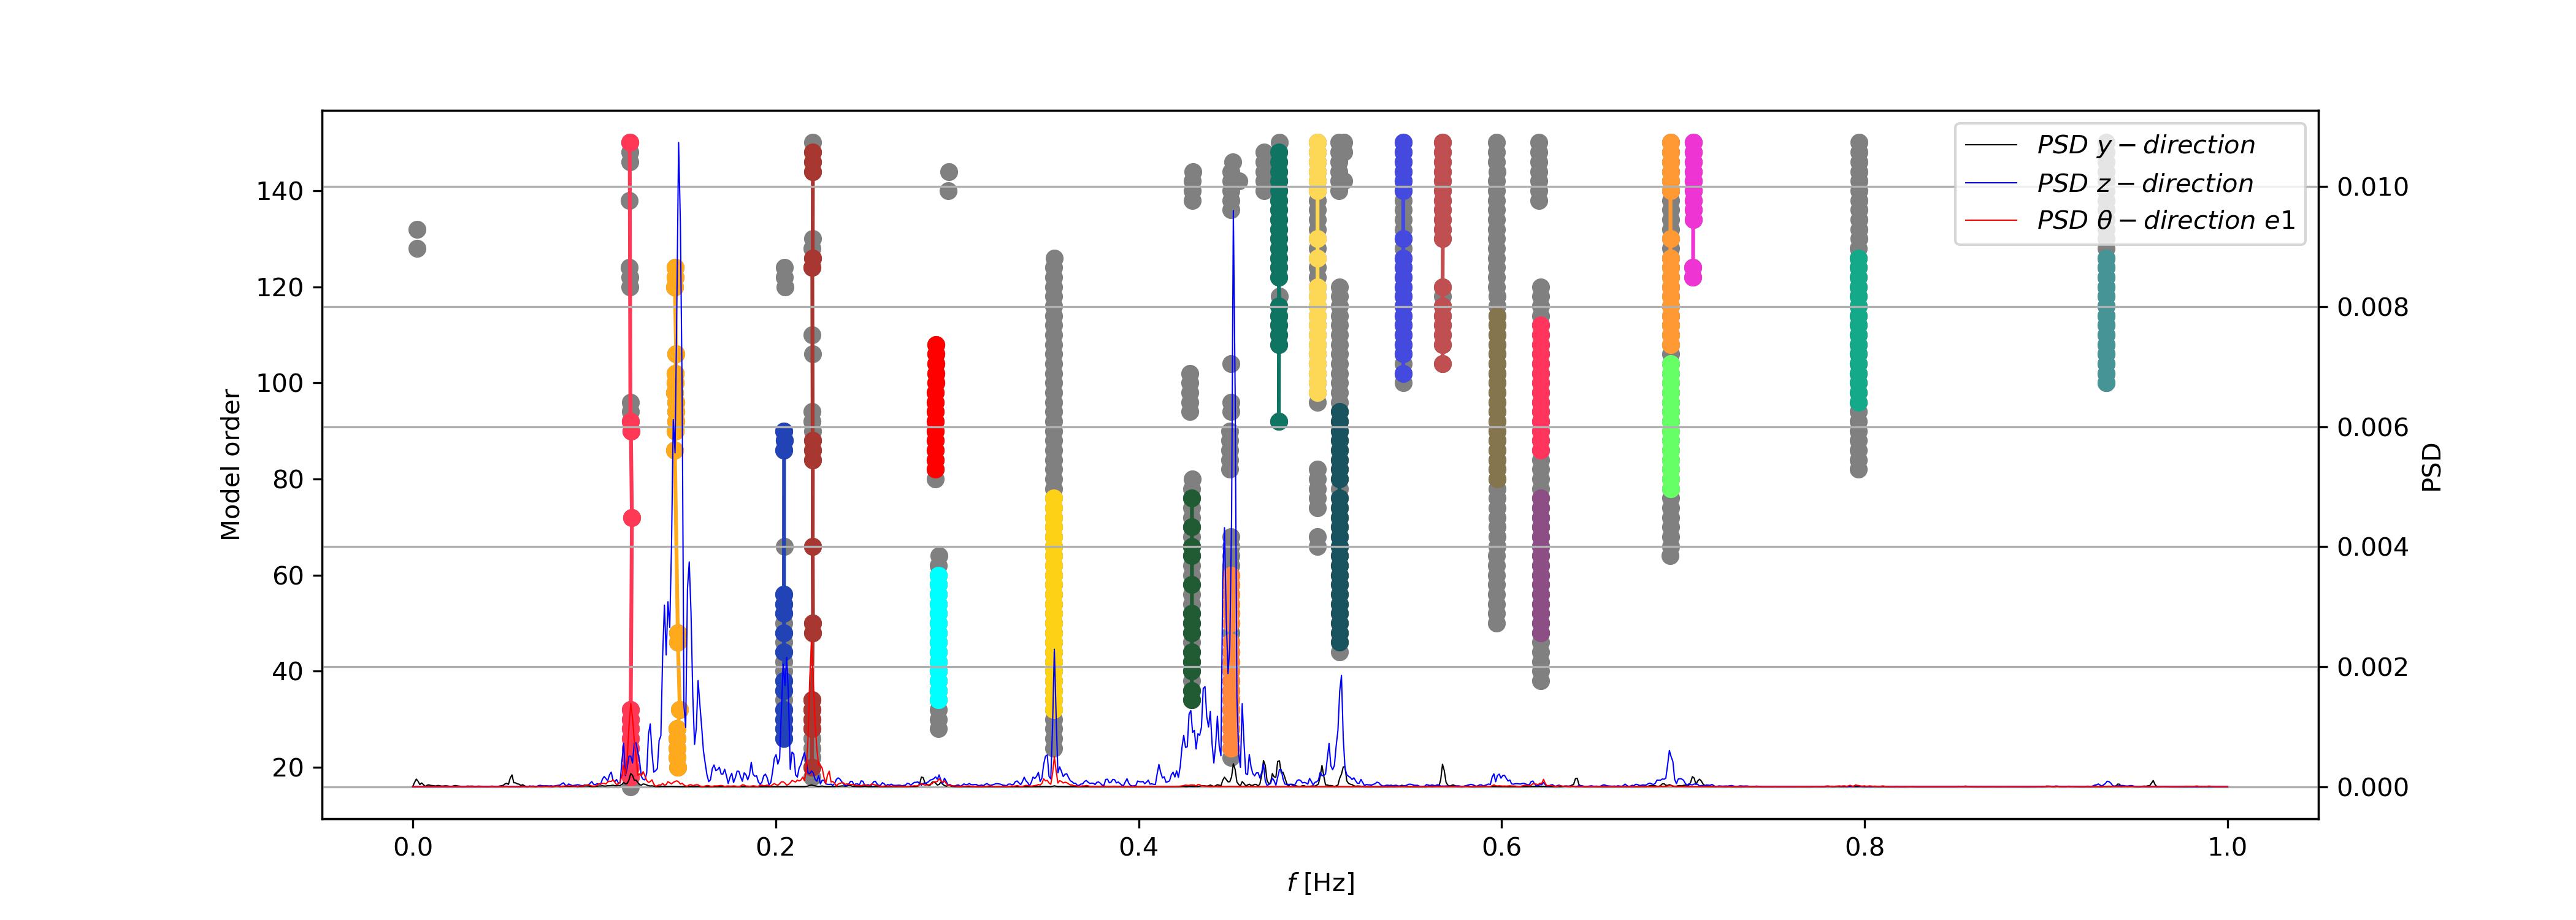 PSD y − direction
PSD z − direction
PSD θ − direction e1
140
120
100
80
60
40
20
Model order
0.010
0.008
0.006
0.004
0.002
0.000
PSD
0.0 0.2 0.4 0.6 0.8 1.0
f [Hz]